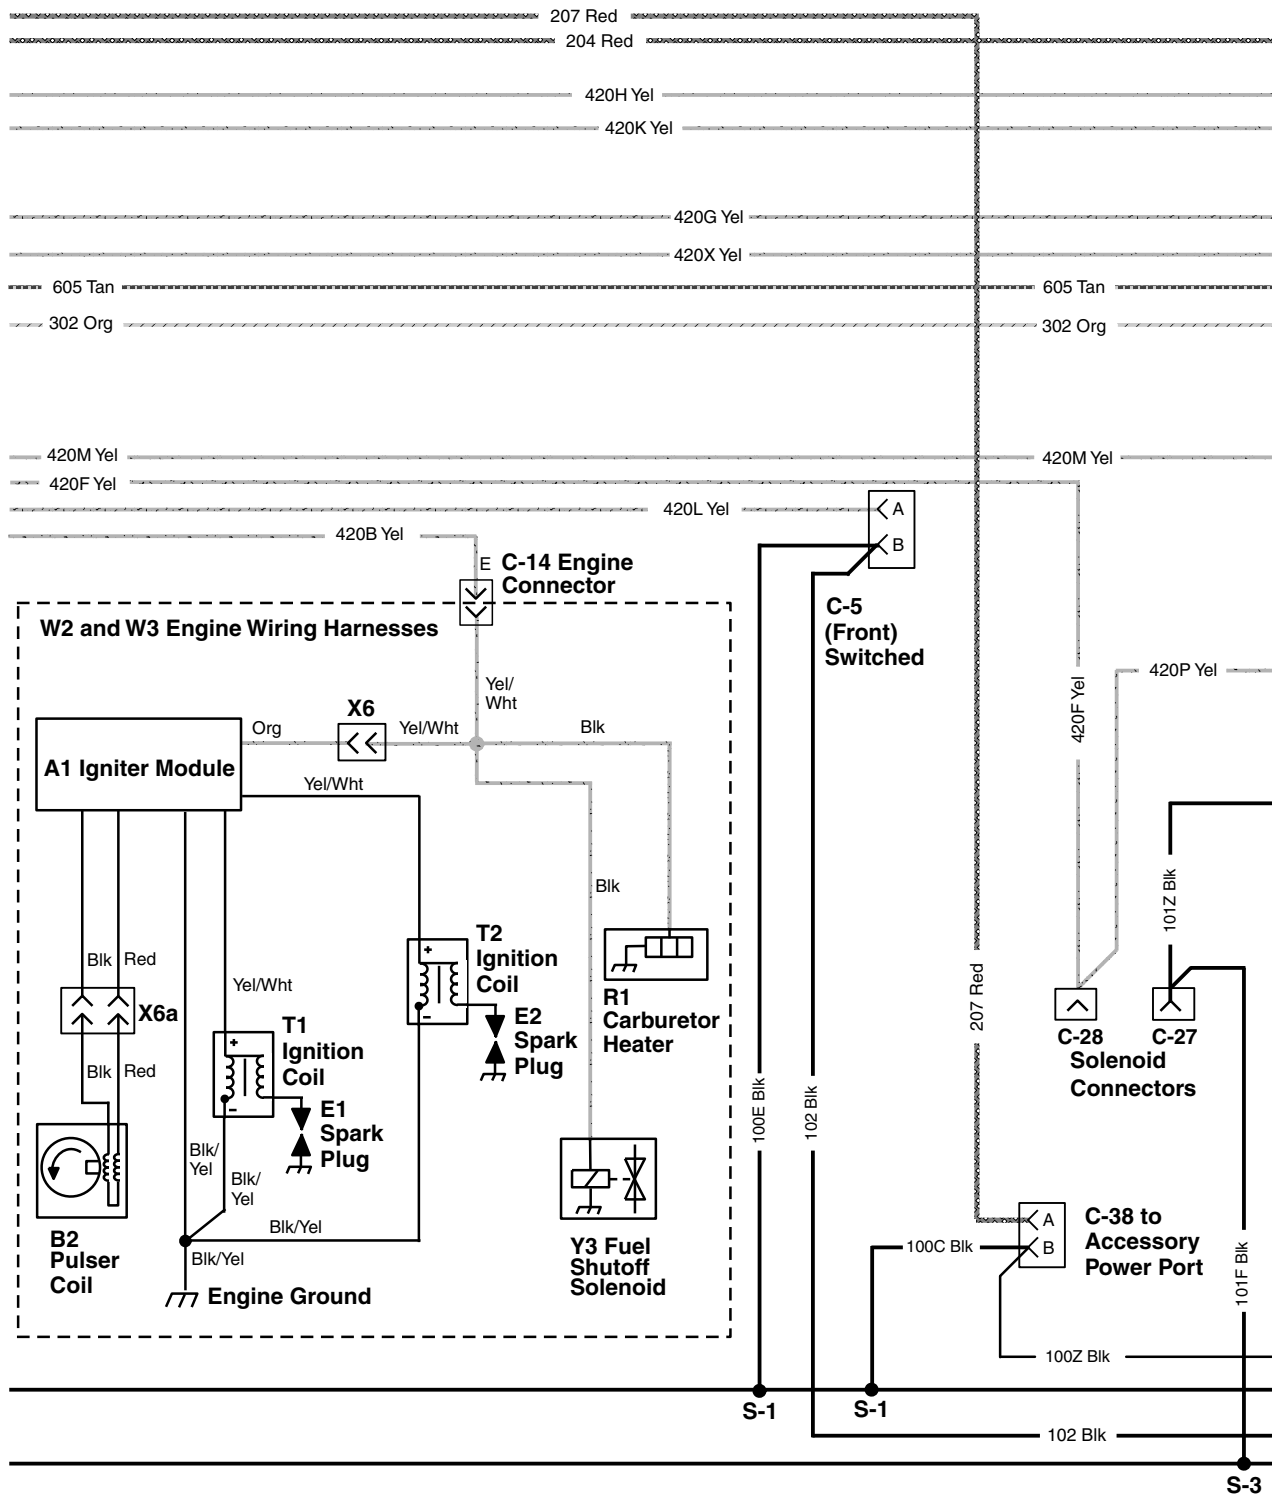 207 Red
204 Red
420H Yel
420K Yel
420G Yel
420X Yel
605 Tan
605 Tan
302 Org
302 Org
420M Yel
420M Yel
420F Yel
420L Yel
A
B
420B Yel
E
C-14 Engine
Connector
C-5
(Front)
Switched
W2 and W3 Engine Wiring Harnesses
420P Yel
420F Yel
Yel/
Wht
X6
Org
Yel/Wht
Blk
A1 Igniter Module
Yel/Wht
Blk
101Z Blk
T2
Ignition
Coil
+
-
Blk
Red
X6a
Yel/Wht
R1
Carburetor
Heater
E2
Spark
Plug
207 Red
C-28
C-27
Solenoid
Connectors
T1
Ignition
Coil
+
-
Blk
Red
E1
Spark
Plug
100E Blk
102 Blk
Blk/
Yel
Blk/
Yel
Blk/Yel
Blk/Yel
B2
Pulser
Coil
Engine Ground
Y3 Fuel
Shutoff
Solenoid
A
B
C-38 to
Accessory
Power Port
100C Blk
101F Blk
100Z Blk
S-1
S-1
102 Blk
S-3